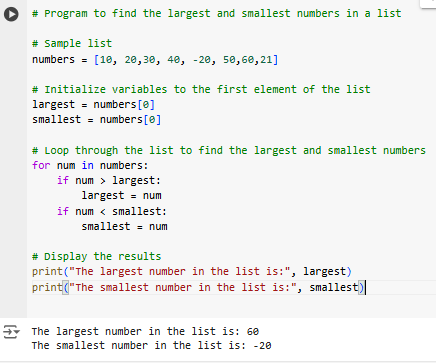 # Program to find the largest and smallest numbers in a list
# Sample list
numbers = [10, 20,30, 40, -20, 50,60,21]
# Initialize variables to the first element of the list
largest = numbers[0]
smallest = numbers[0]
# Loop through the list to find the largest and smallest numbers
for num in numbers:
    if num > largest:
        largest = num
    if num < smallest:
        smallest = num
# Display the results
print("The largest number in the list is:", largest)
print("The smallest number in the list is:", smallest)
The largest number in the list is: 60
The smallest number in the list is: -20